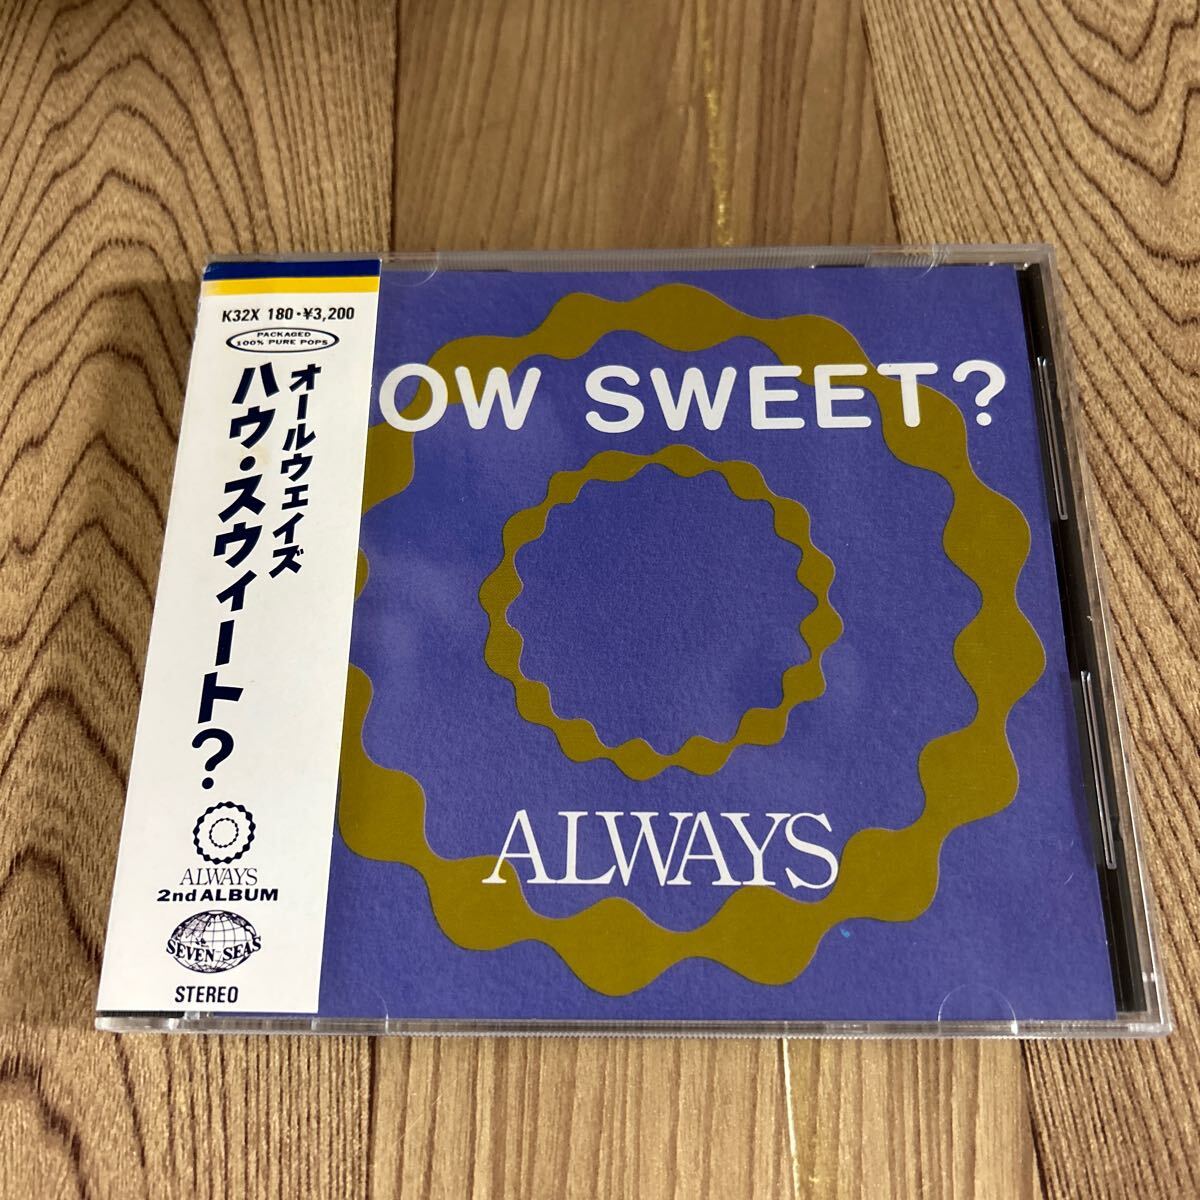 K32X 180・¥3,200
PACKAGED
100% PURE POPS
オールウェイズ
ハウ・スウィート?
ALWAYS
2nd ALBUM
SEVEN SEAS
STEREO
OW SWEET?
ALWAYS